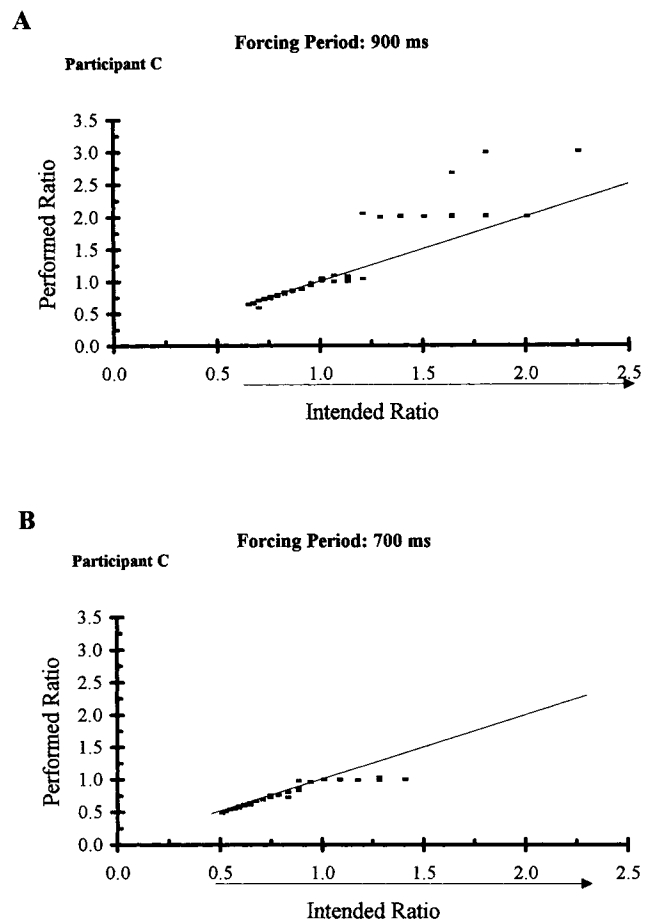 A
Forcing Period: 900 ms
Participant C
3.5
3.0
2.5
2.0
1.5
1.0
0.5
0.0
Performed Ratio
0.0 0.5 1.0 1.5 2.0 2.5
Intended Ratio
B
Forcing Period: 700 ms
Participant C
3.5
3.0
2.5
2.0
1.5
1.0
0.5
0.0
Performed Ratio
0.0 0.5 1.0 1.5 2.0 2.5
Intended Ratio